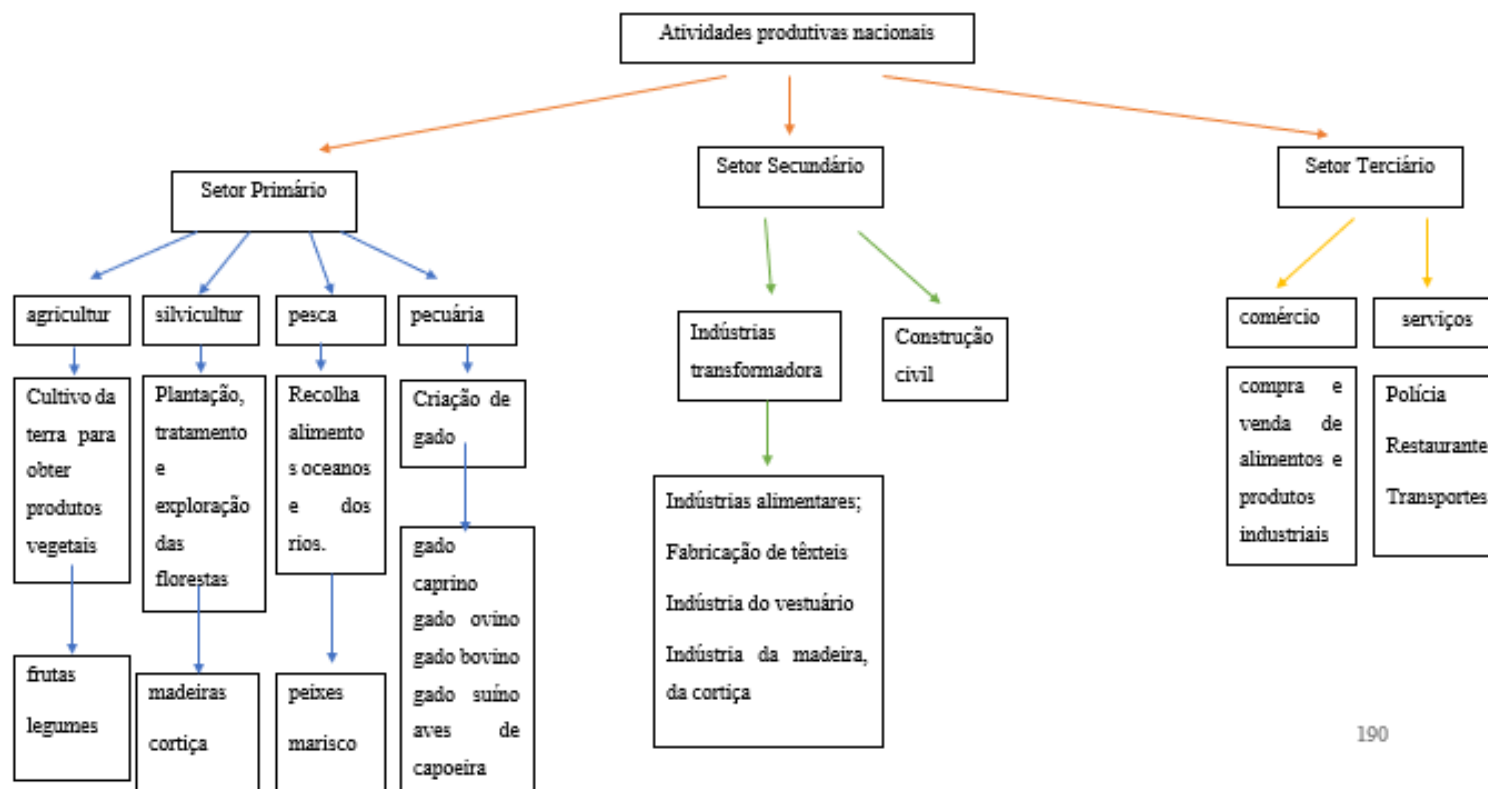 Atividades produtivas nacionais
Setor Primário
Setor Secundário
Setor Terciário
agricultur
silvicultur
pesca
pecuária
Indústrias
transformadora
Construção
civil
comércio
serviços
Cultivo da
terra para
obter
produtos
vegetais
Plantação,
tratamento
e
exploração
das
florestas
Recolha
alimento
s oceanos
e dos
rios.
Criação de
gado
compra e
venda de
alimentos e
produtos
industriais
Polícia
Restaurante
Transportes
frutas
legumes
madeiras
cortiça
peixes
marisco
gado
caprino
gado ovino
gado bovino
gado suíno
aves de
capoeira
Indústrias alimentares;
Fabricação de têxteis
Indústria do vestuário
Indústria da madeira,
da cortiça
190